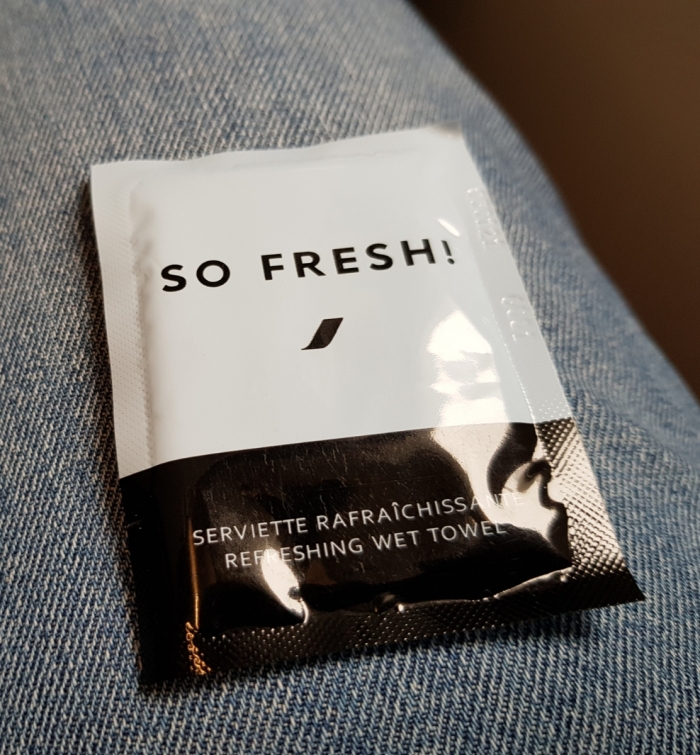 SO FRESH!
SERVIETTE RAFRAÎCHISSANTE
REFRESHING WET TOWEL